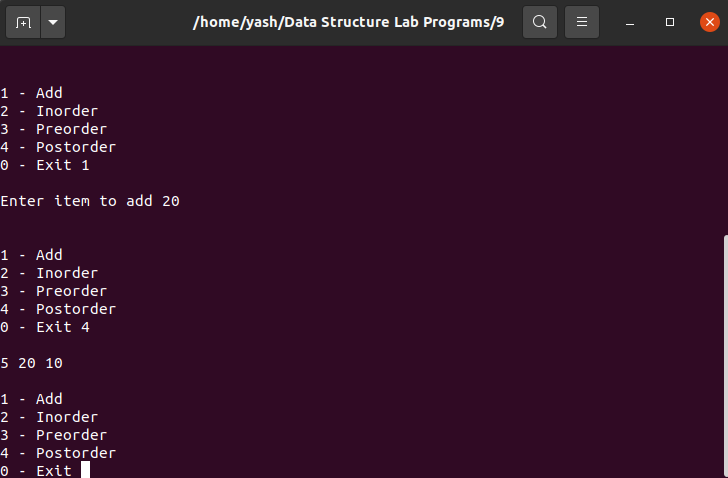 /home/yash/Data Structure Lab Programs/9
1 - Add
2 - Inorder
3 - Preorder
4 - Postorder
0 - Exit 1
Enter item to add 20
1 - Add
2 - Inorder
3 - Preorder
4 - Postorder
0 - Exit 4
5 20 10
1 - Add
2 - Inorder
3 - Preorder
4 - Postorder
0 - Exit